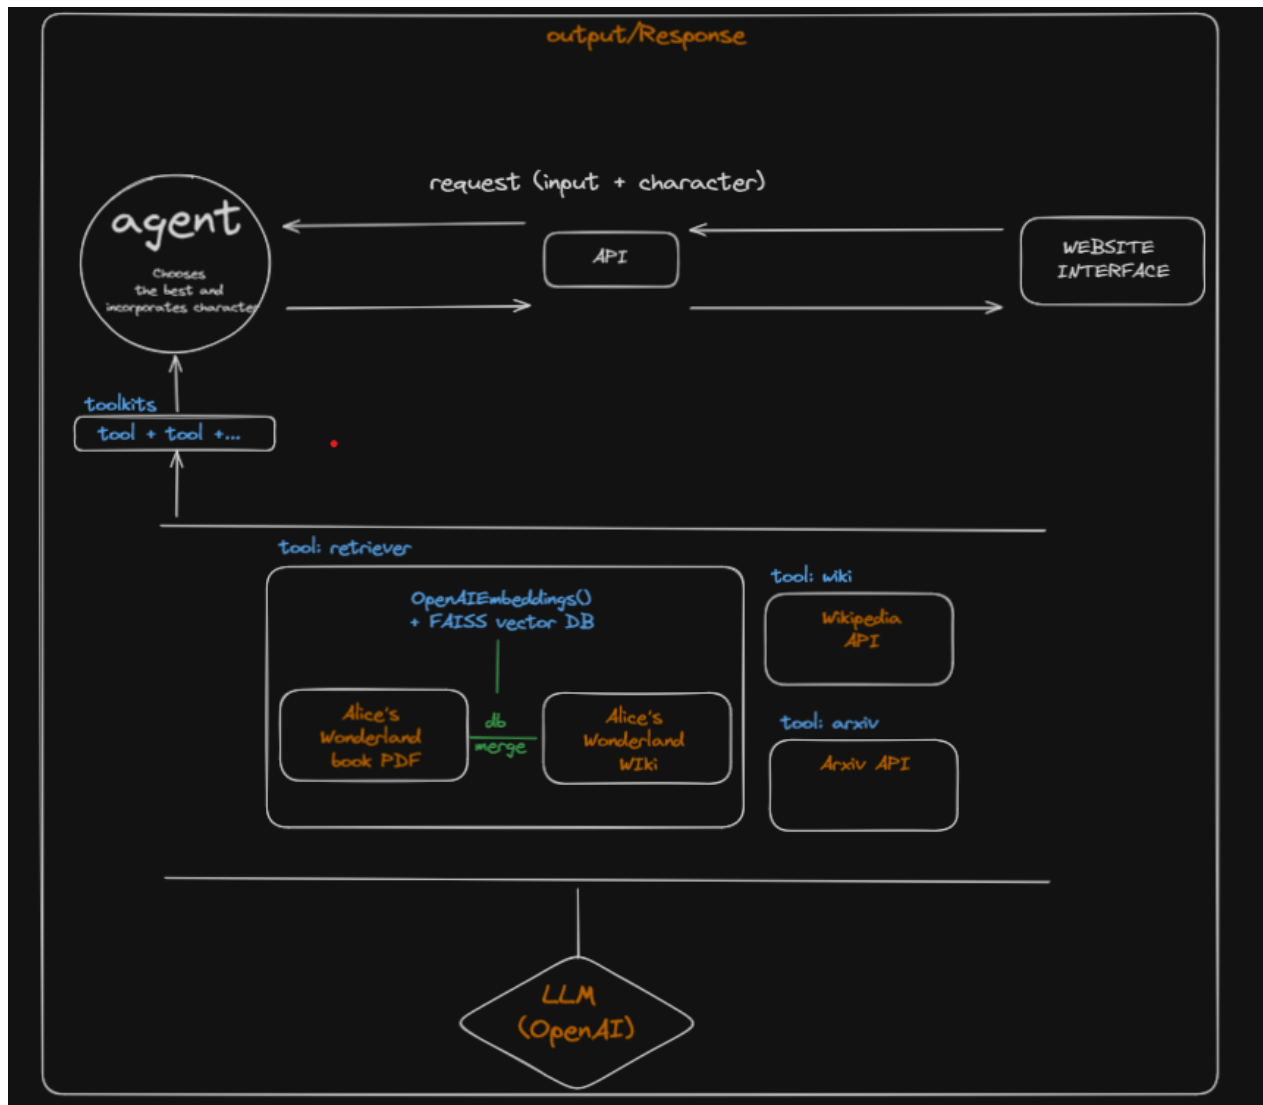 output/Response
request (input + character)
agent
Chooses
the best and
incorporates character
API
WEBSITE
INTERFACE
toolkits
tool + tool +...
tool: retriever
OpenAIEmbeddings()
+ FAISS vector DB
Alice's
Wonderland
book PDF
db
merge
Alice's
Wonderland
WIki
tool: wiki
Wikipedia
API
tool: arxiv
Arxiv API
LLM
(OpenAI)